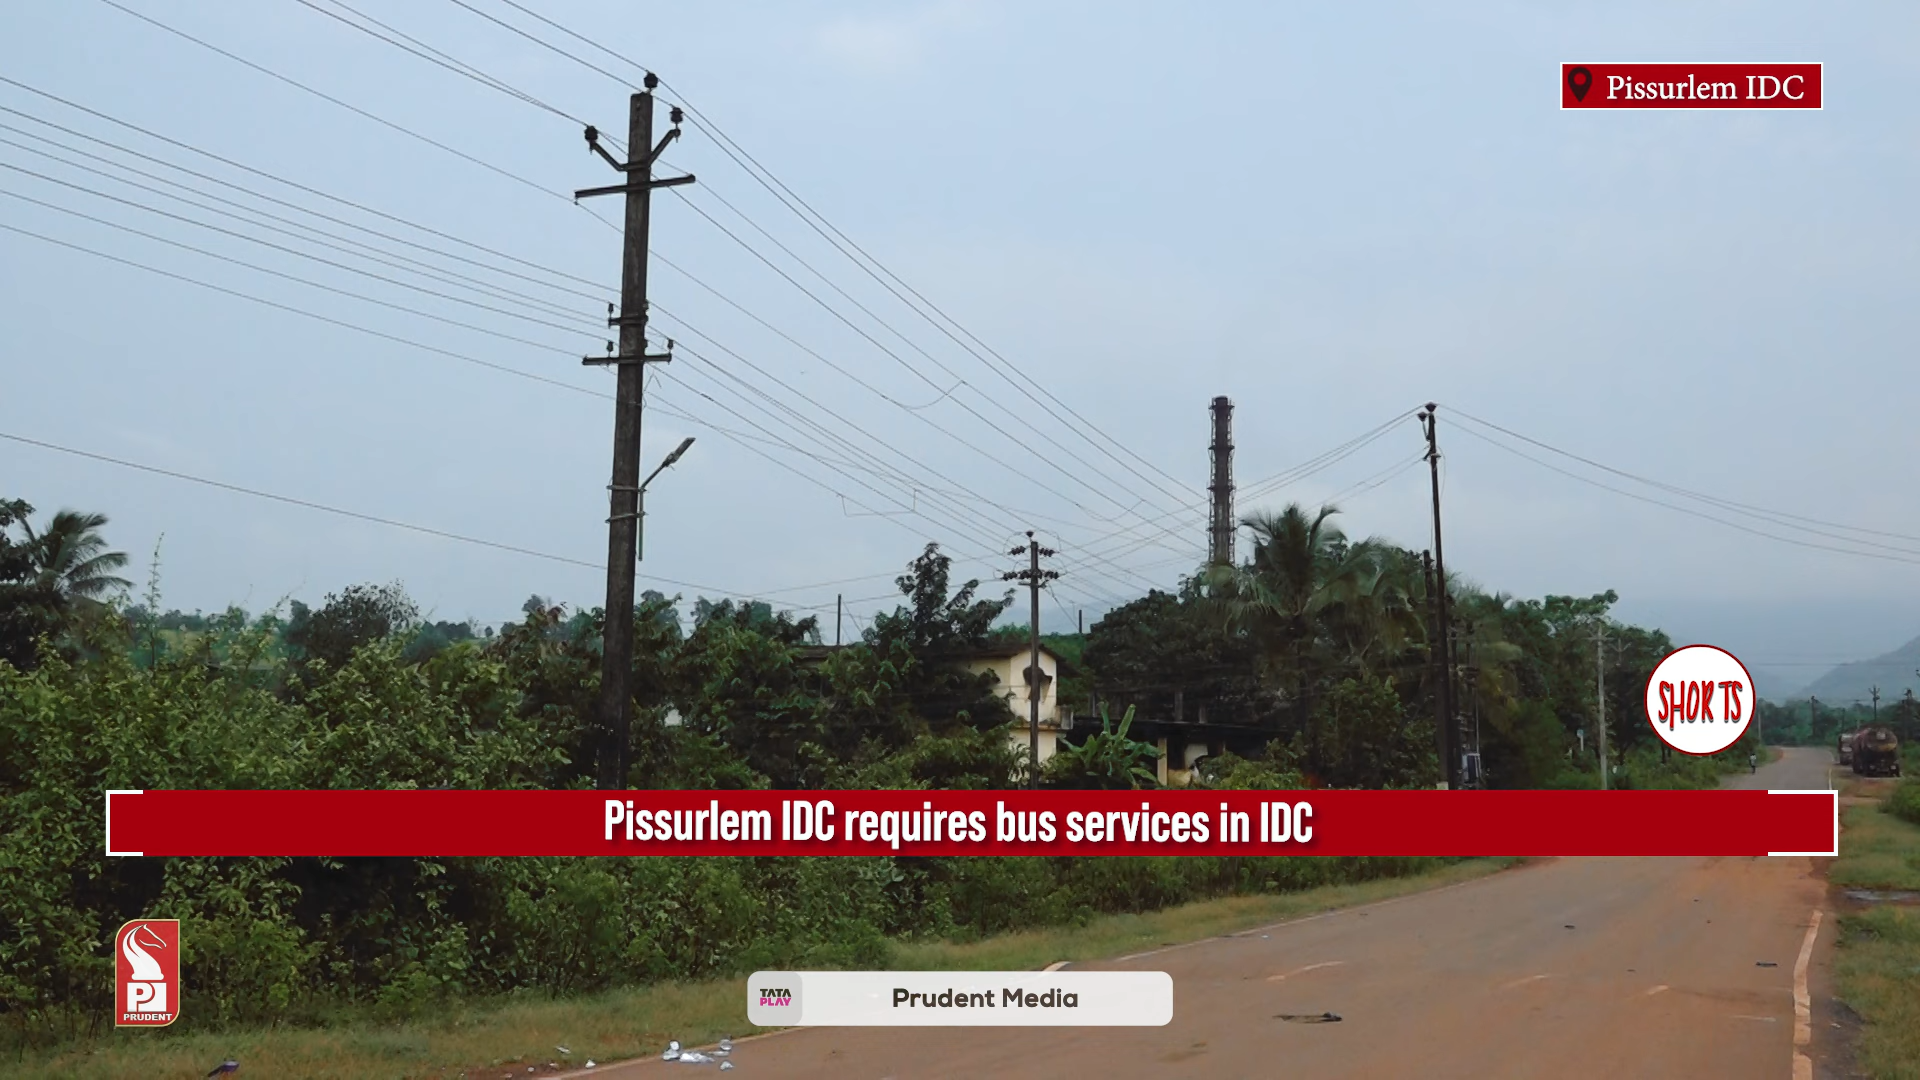 Pissurlem IDC
SHORTS
Pissurlem IDC requires bus services in IDC
PRUDENT
TATA
PLAY
Prudent Media